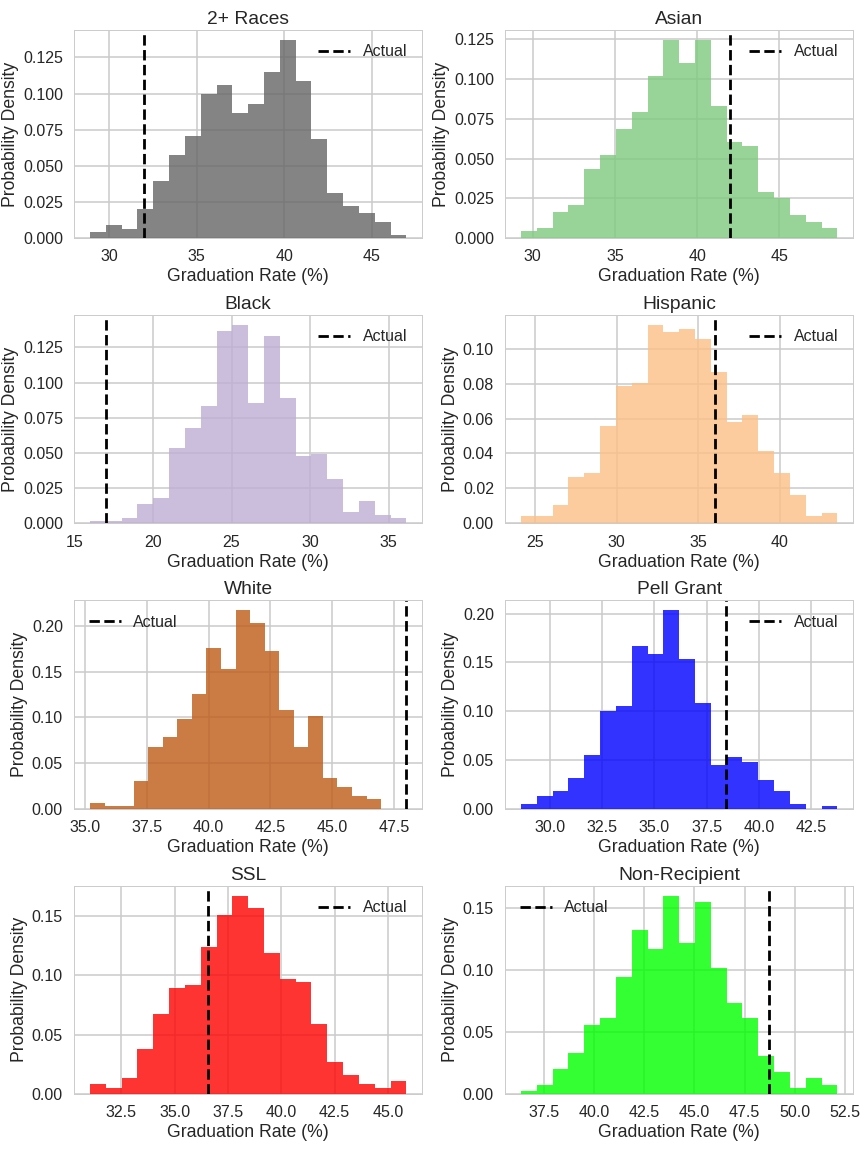 2+ Races
Probability Density
0.125
0.100
0.075
0.050
0.025
0.000
Actual
30 35 40 45
Graduation Rate (%)
Asian
Probability Density
0.125
0.100
0.075
0.050
0.025
0.000
Actual
30 35 40 45
Graduation Rate (%)
Black
Probability Density
0.125
0.100
0.075
0.050
0.025
0.000
Actual
15 20 25 30 35
Graduation Rate (%)
Hispanic
Probability Density
0.10
0.08
0.06
0.04
0.02
0.00
Actual
25 30 35 40
Graduation Rate (%)
White
Probability Density
0.20
0.15
0.10
0.05
0.00
Actual
35.0 37.5 40.0 42.5 45.0 47.5
Graduation Rate (%)
Pell Grant
Probability Density
0.20
0.15
0.10
0.05
0.00
Actual
30.0 32.5 35.0 37.5 40.0 42.5
Graduation Rate (%)
SSL
Probability Density
0.15
0.10
0.05
0.00
Actual
32.5 35.0 37.5 40.0 42.5 45.0
Graduation Rate (%)
Non-Recipient
Probability Density
0.15
0.10
0.05
0.00
Actual
37.5 40.0 42.5 45.0 47.5 50.0 52.5
Graduation Rate (%)